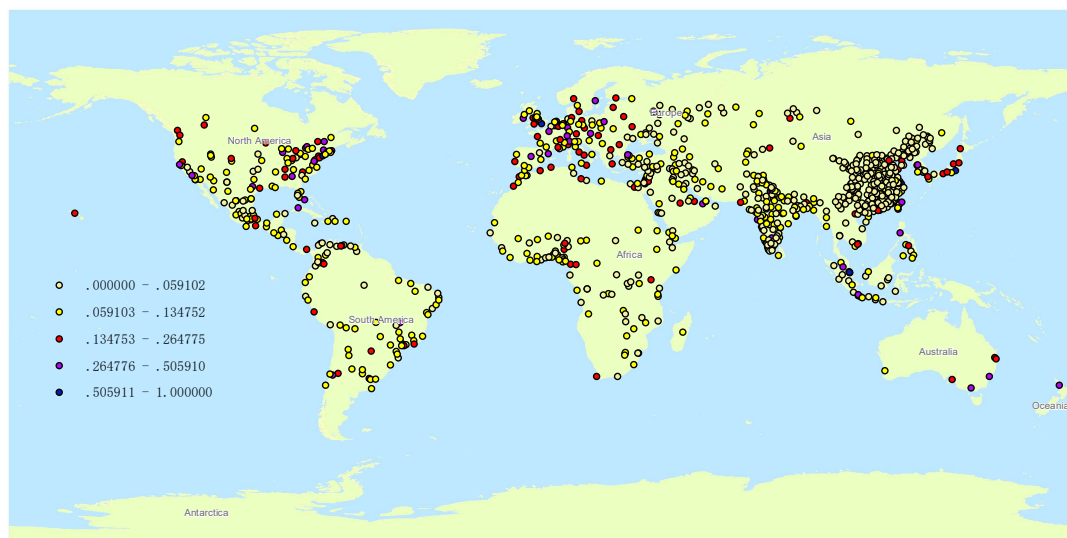 North America
Europe
Asia
Africa
.000000 - .059102
.059103 - .134752
South America
.134753 - .264775
Australia
.264776 - .505910
.505911 - 1.000000
Oceania
Antarctica